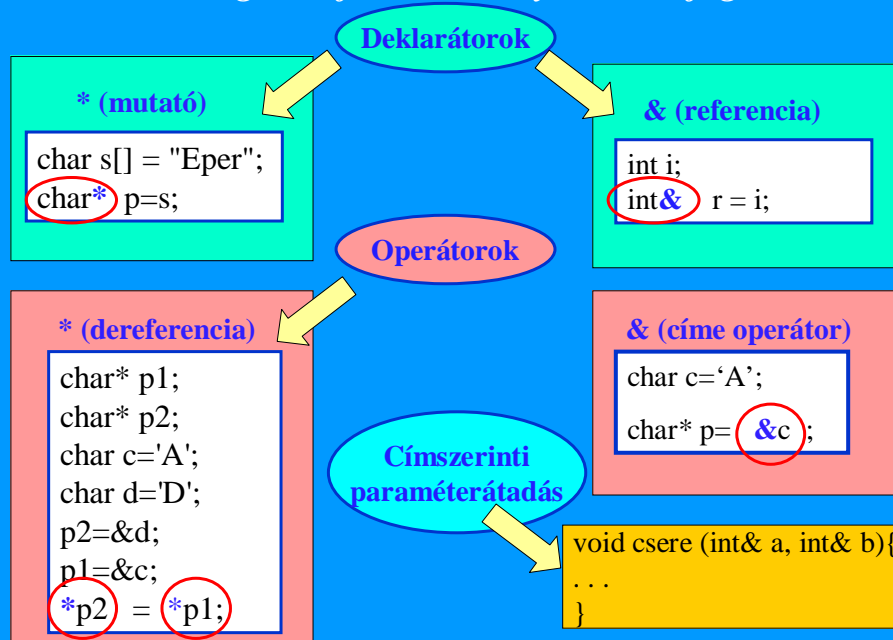 Deklarátorok
* (mutató)
char s[] = "Eper";
char* p=s;
& (referencia)
int i;
int& r = i;
Operátorok
* (dereferencia)
char* p1;
char* p2;
char c='A';
char d='D';
p2=&d;
p1=&c;
*p2 = *p1;
& (címe operátor)
char c=‘A’;
char* p= &c ;
Címszerinti
paraméterátadás
void csere (int& a, int& b){
. . .
}